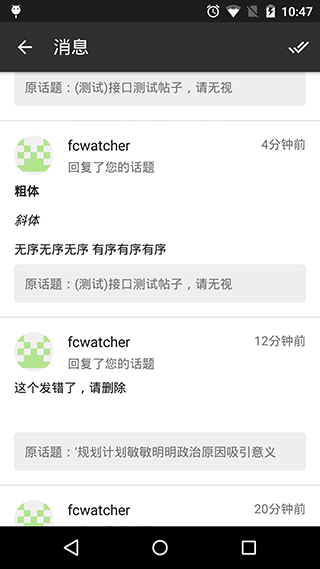 10:47
消息
原话题：(测试)接口测试帖子，请无视
fcwatcher
4分钟前
回复了您的话题
粗体
斜体
无序无序无序 有序有序有序
原话题：(测试)接口测试帖子，请无视
fcwatcher
12分钟前
回复了您的话题
这个发错了，请删除
原话题：‘规划计划敏敏明明政治原因吸引意义
fcwatcher
20分钟前